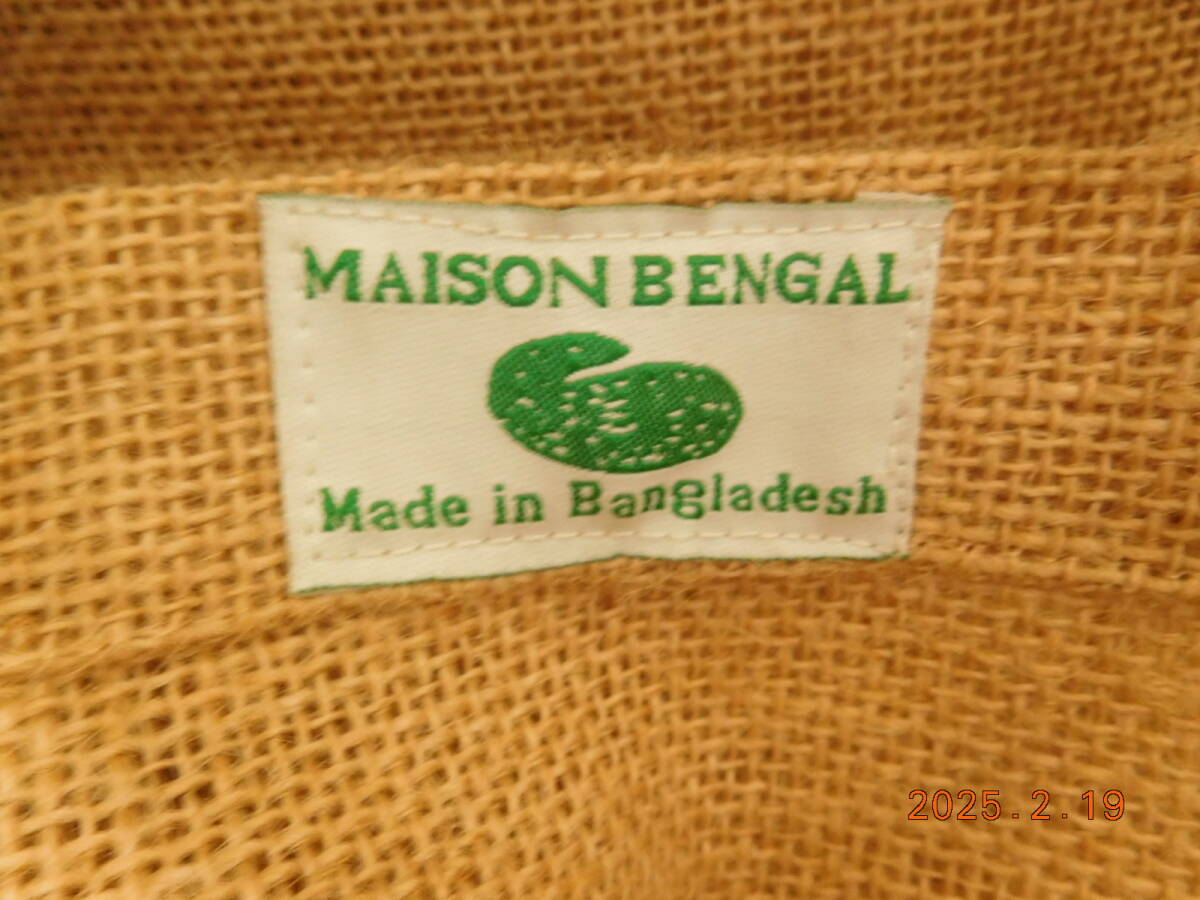 MAISON BENGAL
Made in Bangladesh
2025.2.19